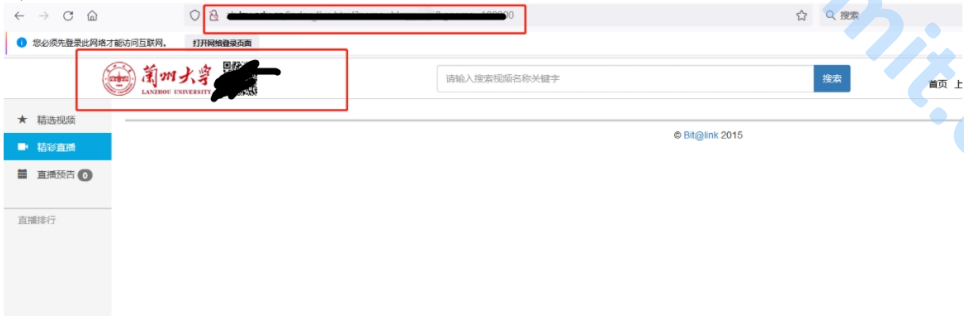 搜索
您必须先登录此网络才能访问互联网。 打开网络登录页面
蘭州大学
LANZHOU UNIVERSITY
请输入搜索视频名称关键字
搜索
首页 上
精选视频
精彩直播
直播预告 0
直播排行
© Bit@link 2015
mit.